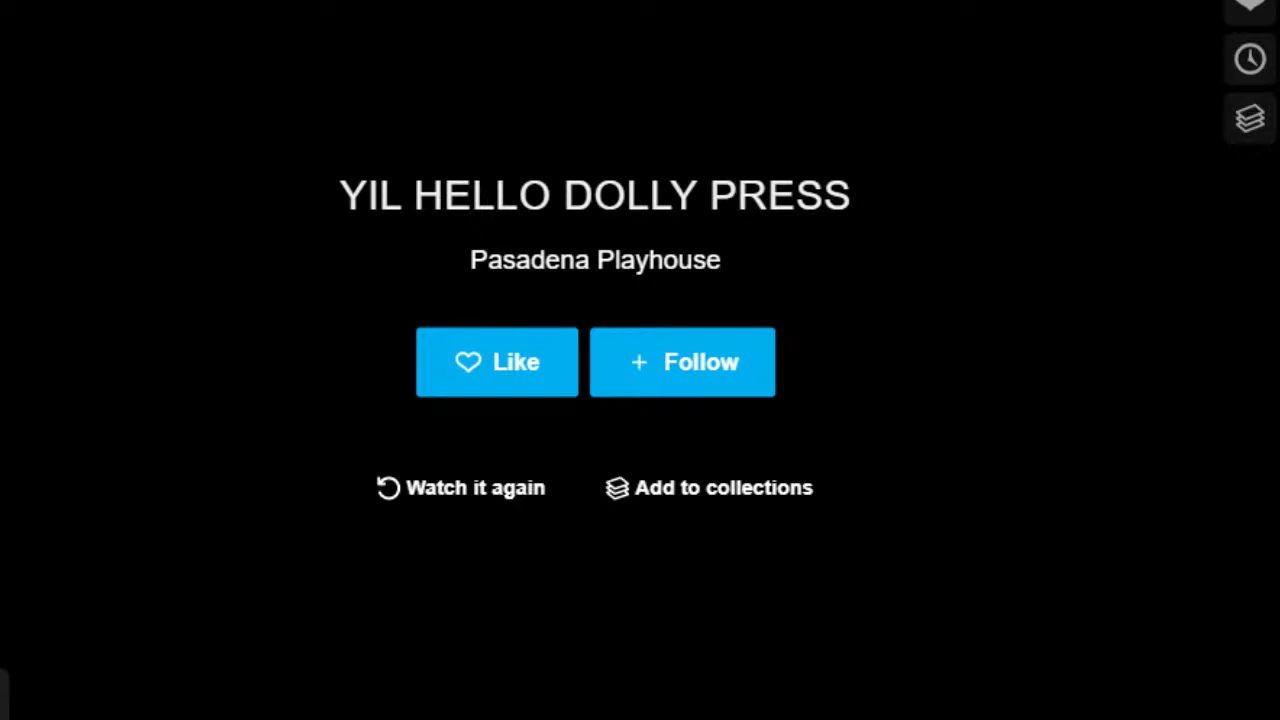 YIL HELLO DOLLY PRESS
Pasadena Playhouse
Like
Follow
Watch it again
Add to collections